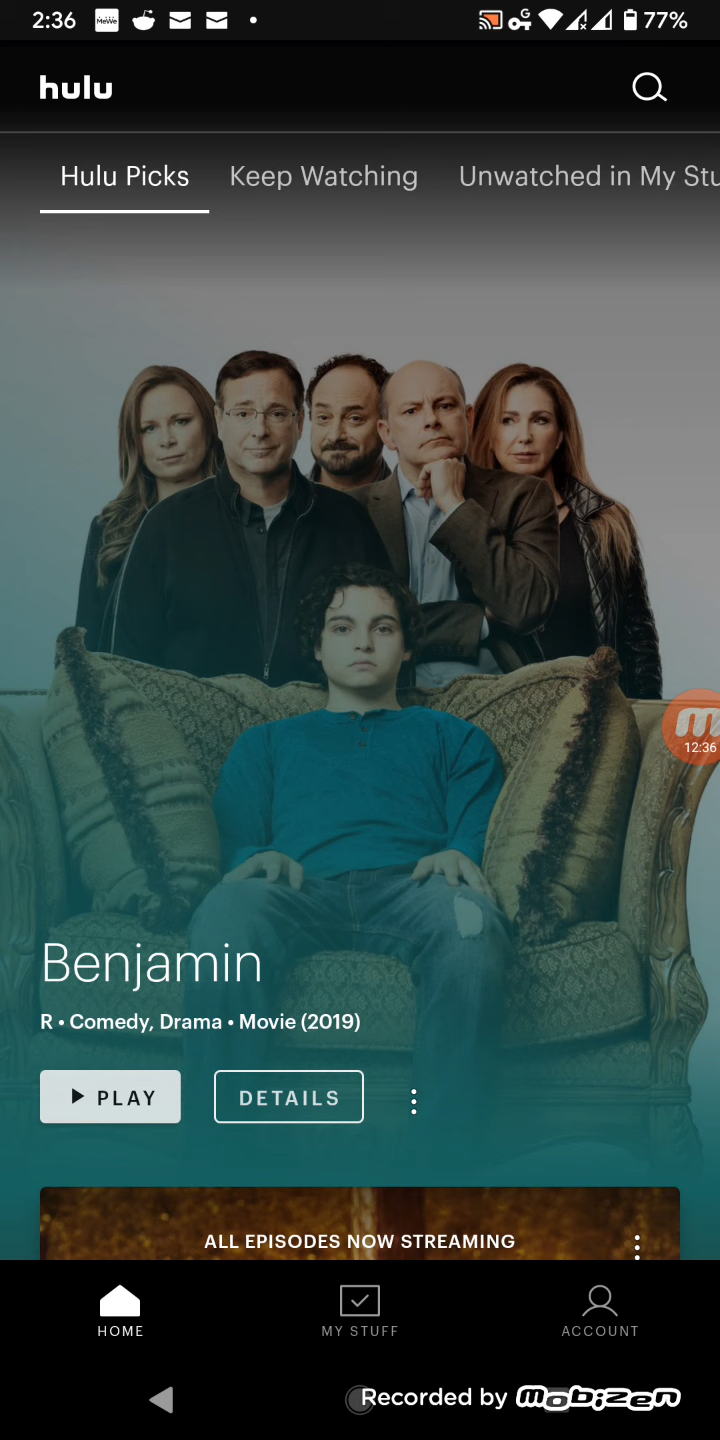 2:36 MeWe 77%
hulu
Hulu Picks Keep Watching Unwatched in My Stu
12:36
Benjamin
R • Comedy, Drama • Movie (2019)
PLAY DETAILS
ALL EPISODES NOW STREAMING
HOME MY STUFF ACCOUNT
Recorded by mobizen